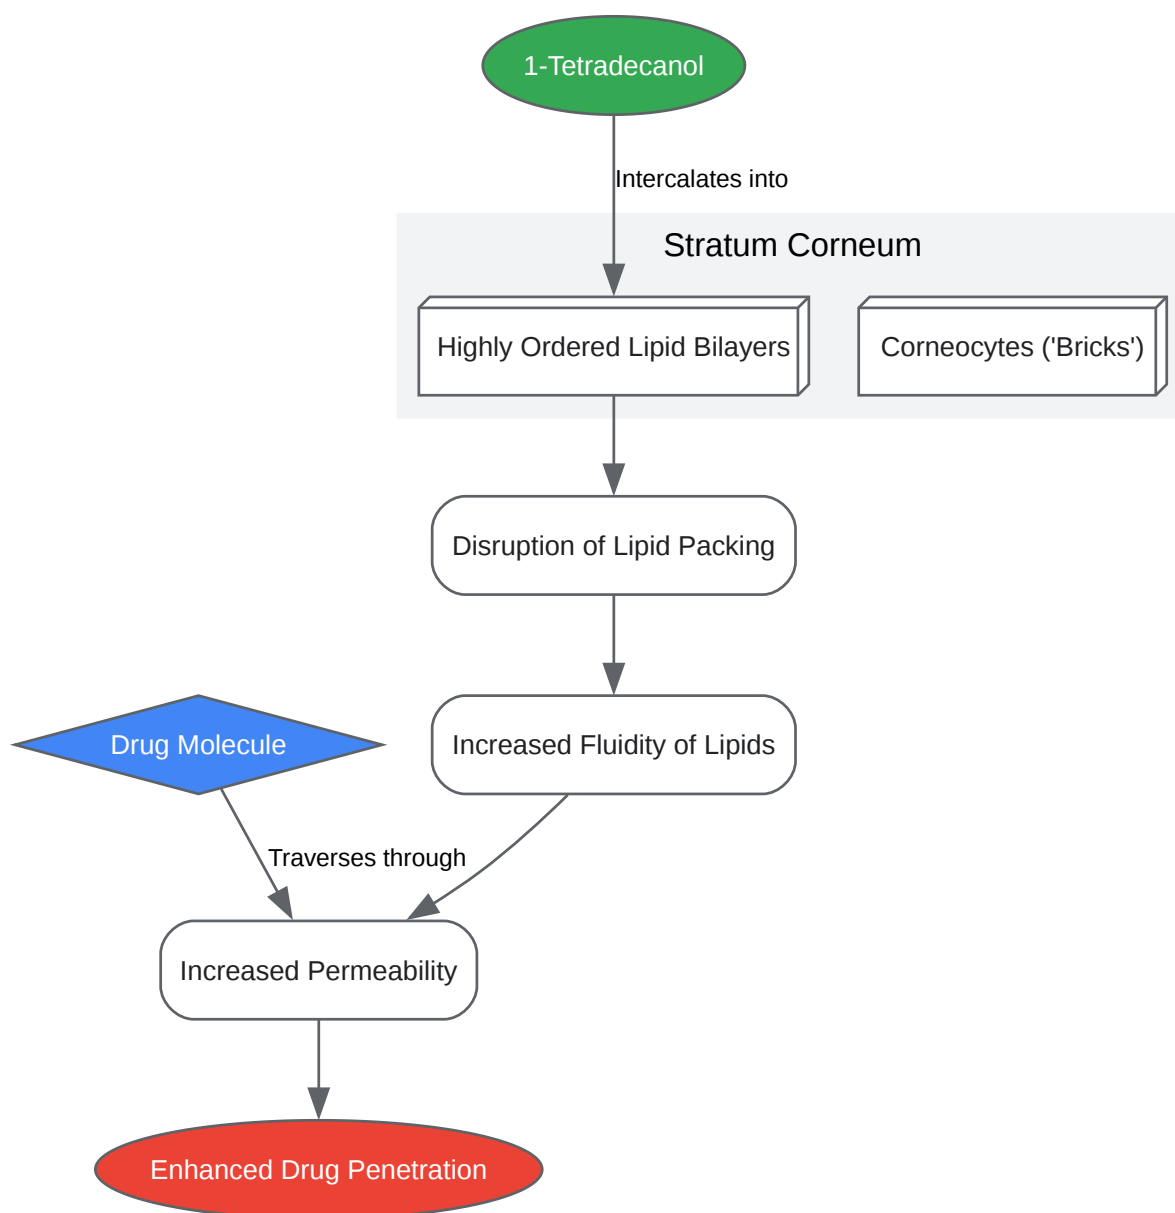 1-Tetradecanol
Intercalates into
Stratum Corneum
Highly Ordered Lipid Bilayers
Corneocytes ('Bricks')
Disruption of Lipid Packing
Drug Molecule
Increased Fluidity of Lipids
Traverses through
Increased Permeability
Enhanced Drug Penetration